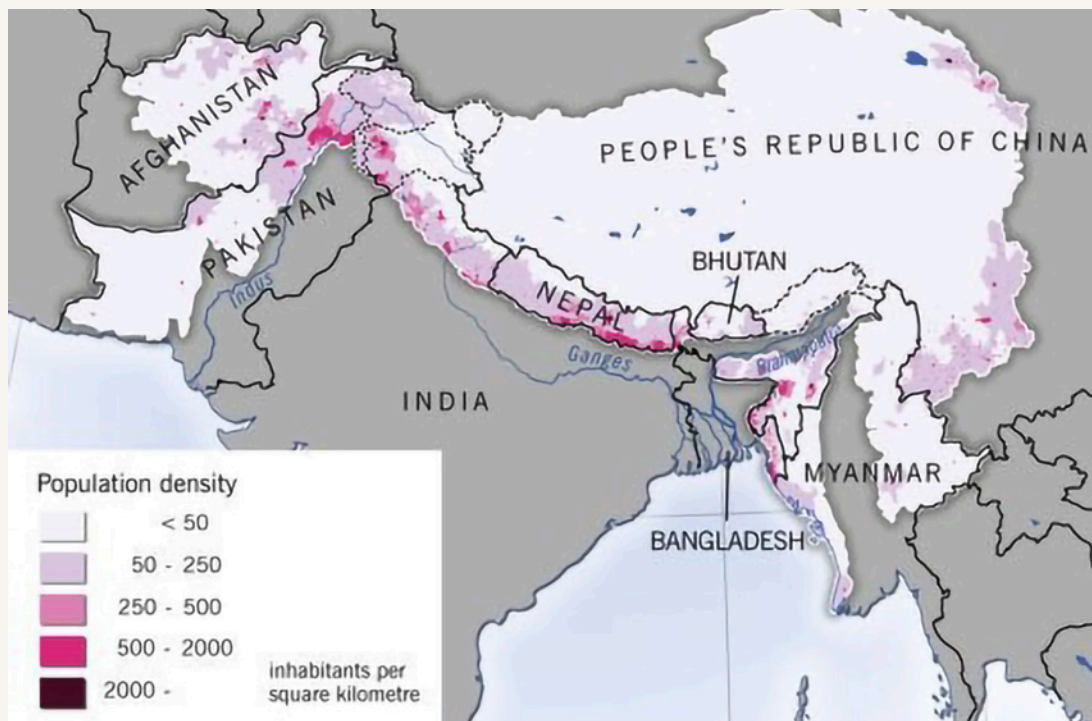 AFGHANISTAN
PEOPLE'S REPUBLIC OF CHINA
PAKISTAN
Indus
BHUTAN
NEPAL
Brahmaputra
Ganges
INDIA
MYANMAR
BANGLADESH
Population density
< 50
50 - 250
250 - 500
500 - 2000
2000 -
inhabitants per
square kilometre